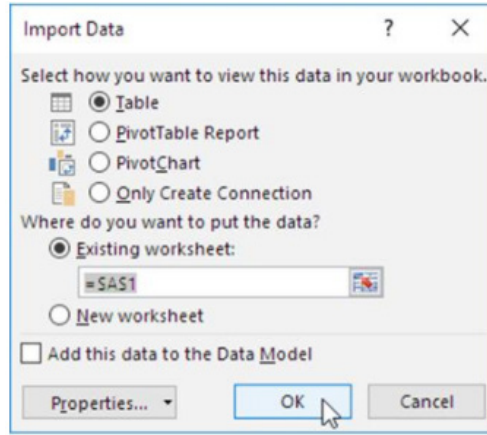 Import Data ? ×
Select how you want to view this data in your workbook.
Table
PivotTable Report
PivotChart
Only Create Connection
Where do you want to put the data?
Existing worksheet:
=$A$1
New worksheet
Add this data to the Data Model
Properties... OK Cancel